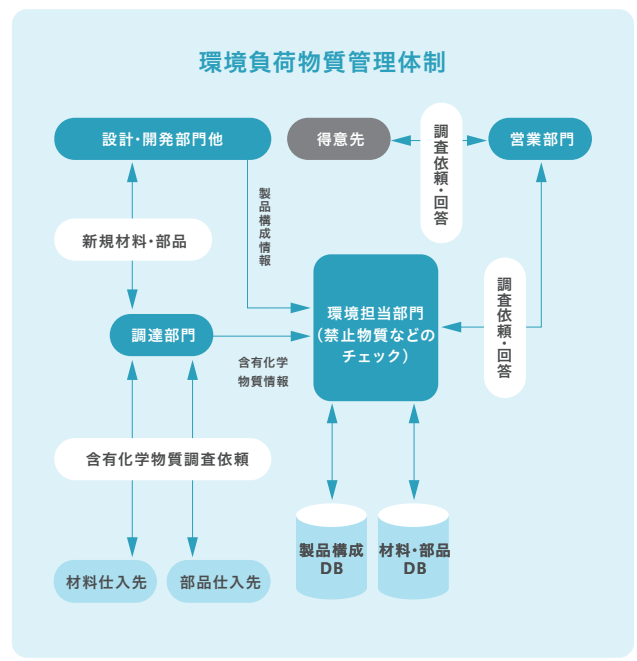 環境負荷物質管理体制
設計・開発部門他
得意先
調査依頼・回答
営業部門
製品構成情報
新規材料・部品
環境担当部門
（禁止物質などの
チェック）
調査依頼・回答
調達部門
含有化学
物質情報
含有化学物質調査依頼
製品構成
DB
材料・部品
DB
材料仕入先
部品仕入先